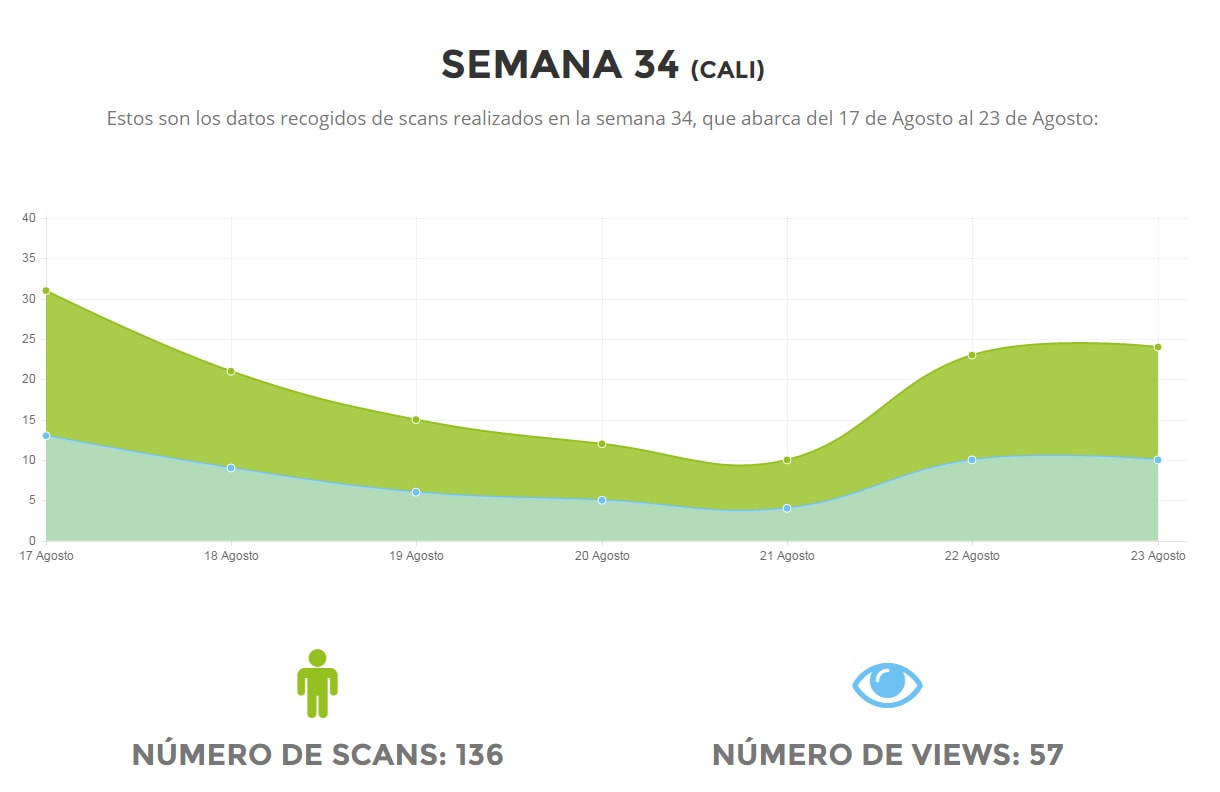 SEMANA 34 (CALI)
Estos son los datos recogidos de scans realizados en la semana 34, que abarca del 17 de Agosto al 23 de Agosto:
40
35
30
25
20
15
10
5
0
17 Agosto 18 Agosto 19 Agosto 20 Agosto 21 Agosto 22 Agosto 23 Agosto
NÚMERO DE SCANS: 136
NÚMERO DE VIEWS: 57